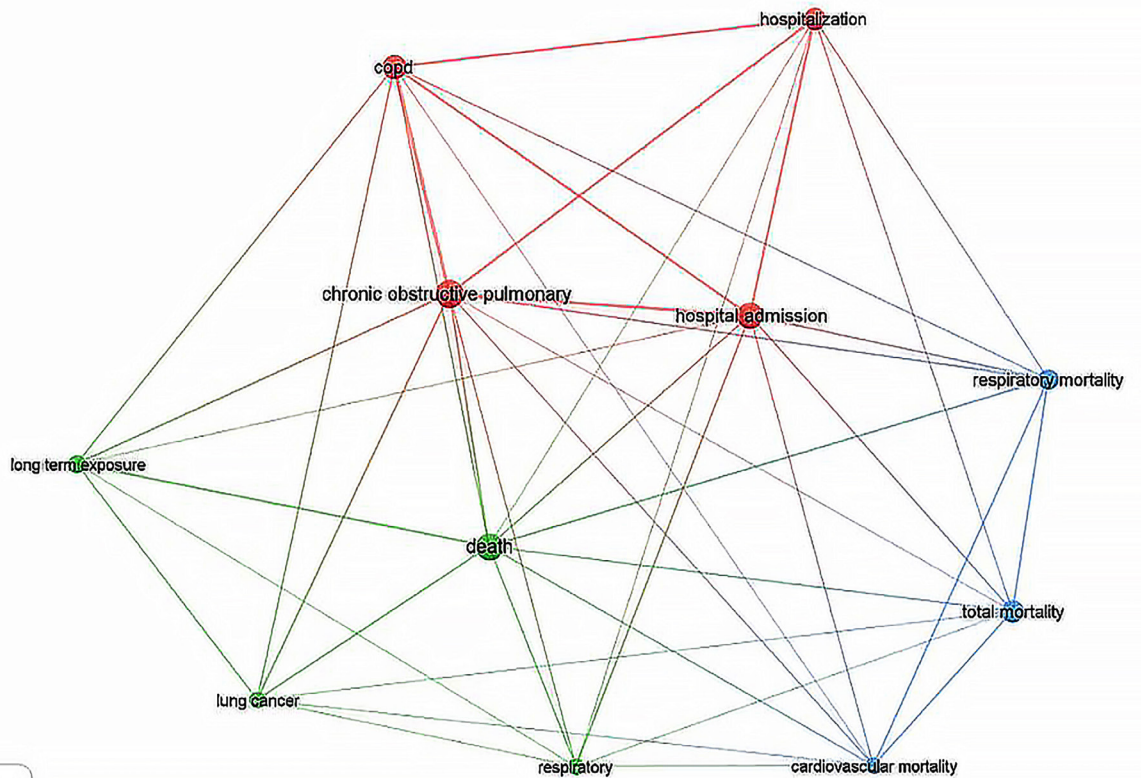 hospitalization
copd
chronic obstructive pulmonary
hospital admission
respiratory mortality
long term exposure
death
total mortality
lung cancer
respiratory
cardiovascular mortality